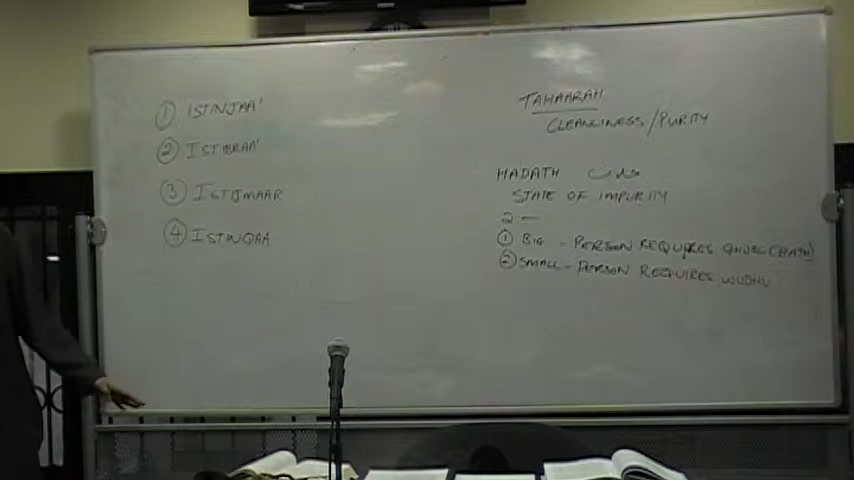 ① ISTINJAA'
② ISTIBRAA'
③ ISTIJMAAR
④ ISTINQAA
TAHAARAH
CLEANLINESS/PURITY
HADATH حدث
STATE OF IMPURITY
2 —
① BIG - PERSON REQUIRES GHUSL (BATH)
② SMALL - PERSON REQUIRES WUDHU